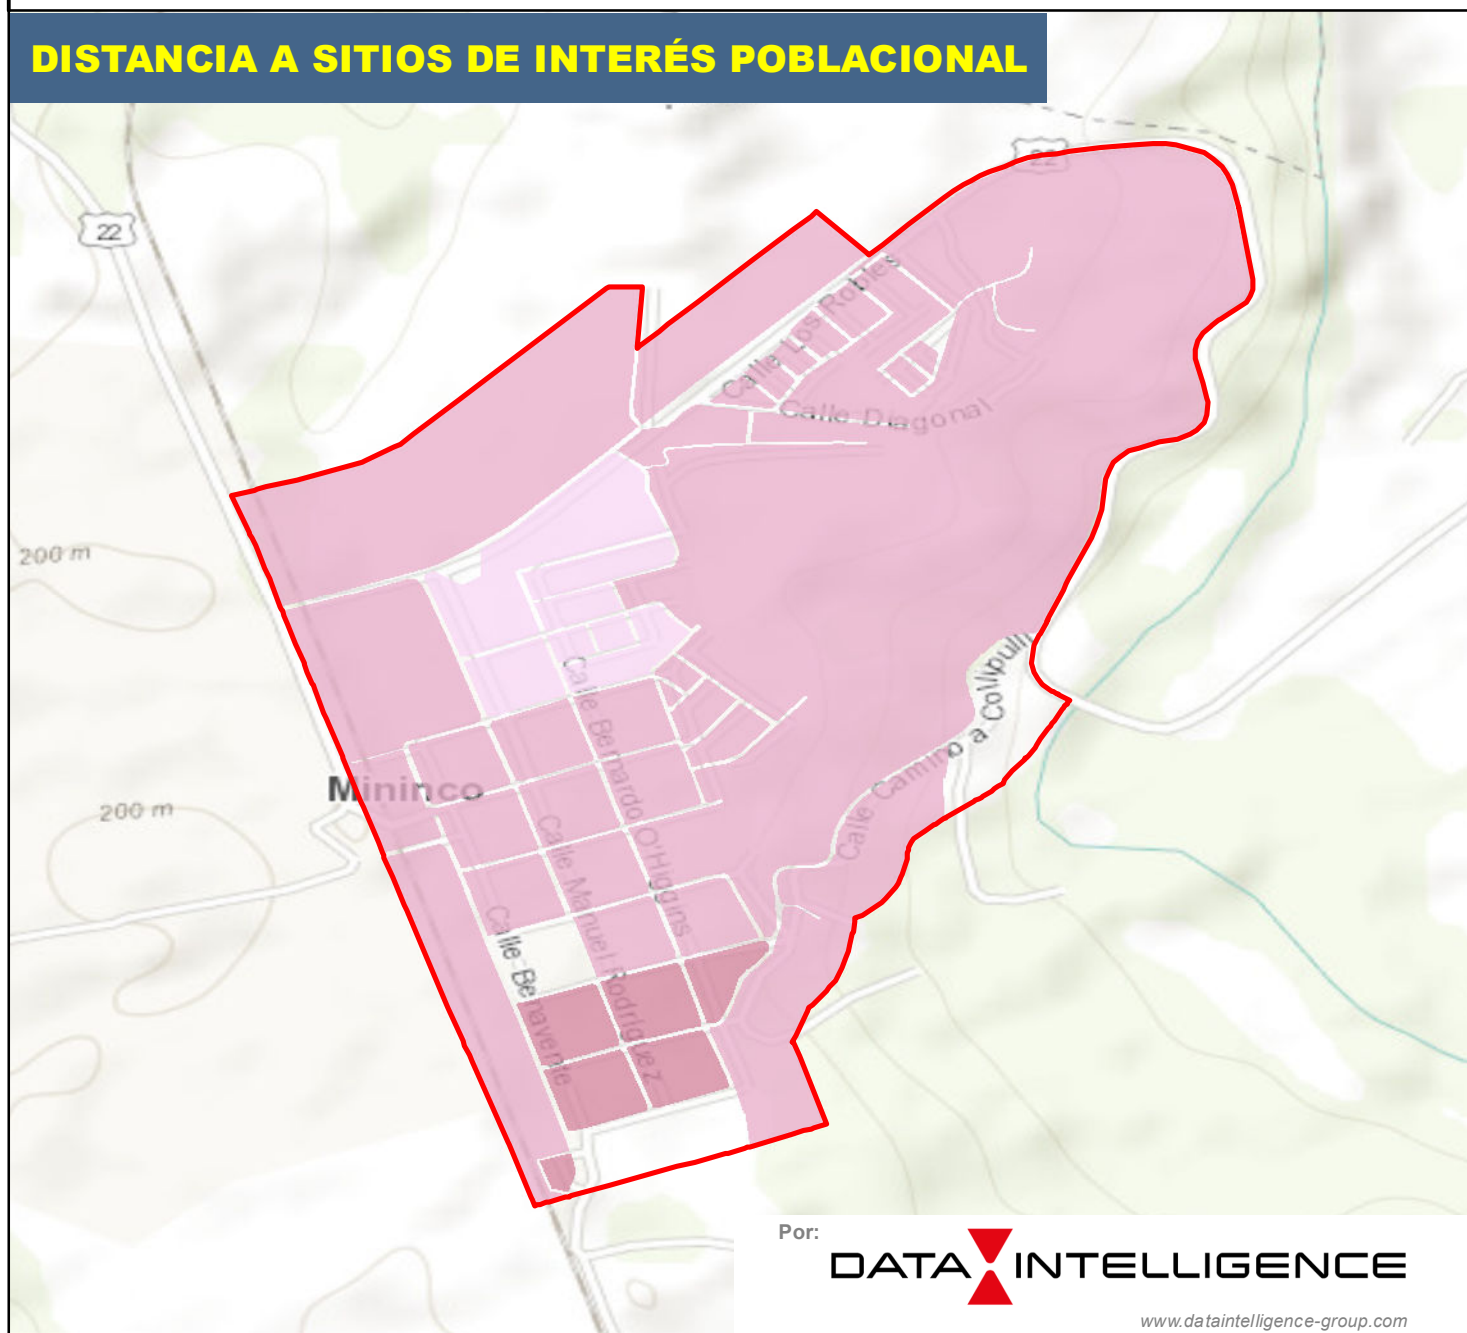 DISTANCIA A SITIOS DE INTERÉS POBLACIONAL
22
22
Calle Los Robles
Calle Diagonal
200 m
Calle Camino a Collipulli
Calle Bernardo O'Higgins
Mininco
200 m
Calle Manuel Rodríguez
Calle Benavente
Por:
DATA INTELLIGENCE
www.dataintelligence-group.com